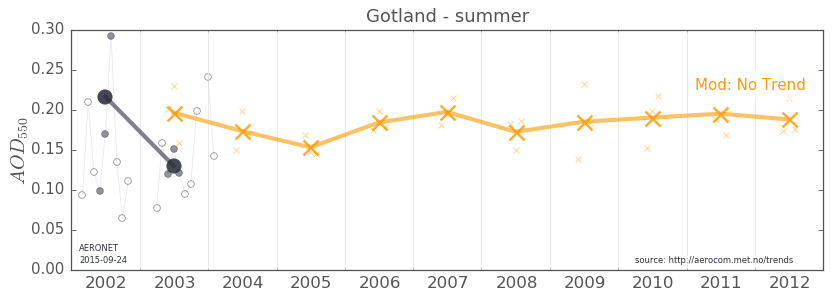 Gotland - summer
0.30
0.25
0.20
0.15
0.10
0.05
0.00
AOD550
Mod: No Trend
AERONET
2015-09-24
source: http://aerocom.met.no/trends
2002 2003 2004 2005 2006 2007 2008 2009 2010 2011 2012